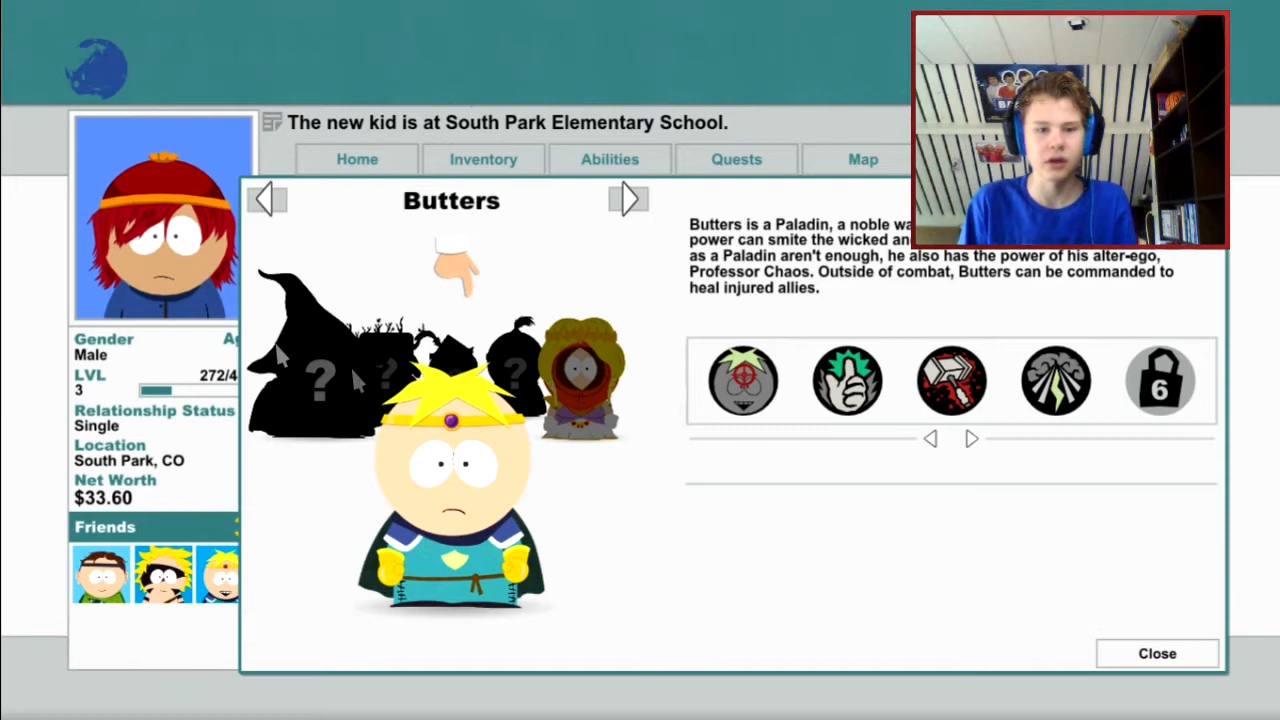 The new kid is at South Park Elementary School.
Home
Inventory
Abilities
Quests
Map
Butters
?
?
?
Butters is a Paladin, a noble
power can smite the wicked
as a Paladin aren't enough, he also has the power of his alter-ego,
Professor Chaos. Outside of combat, Butters can be commanded to
heal injured allies.
6
Gender
Male
LVL
272/4
3
Relationship Status
Single
Location
South Park, CO
Net Worth
$33.60
Friends
Close